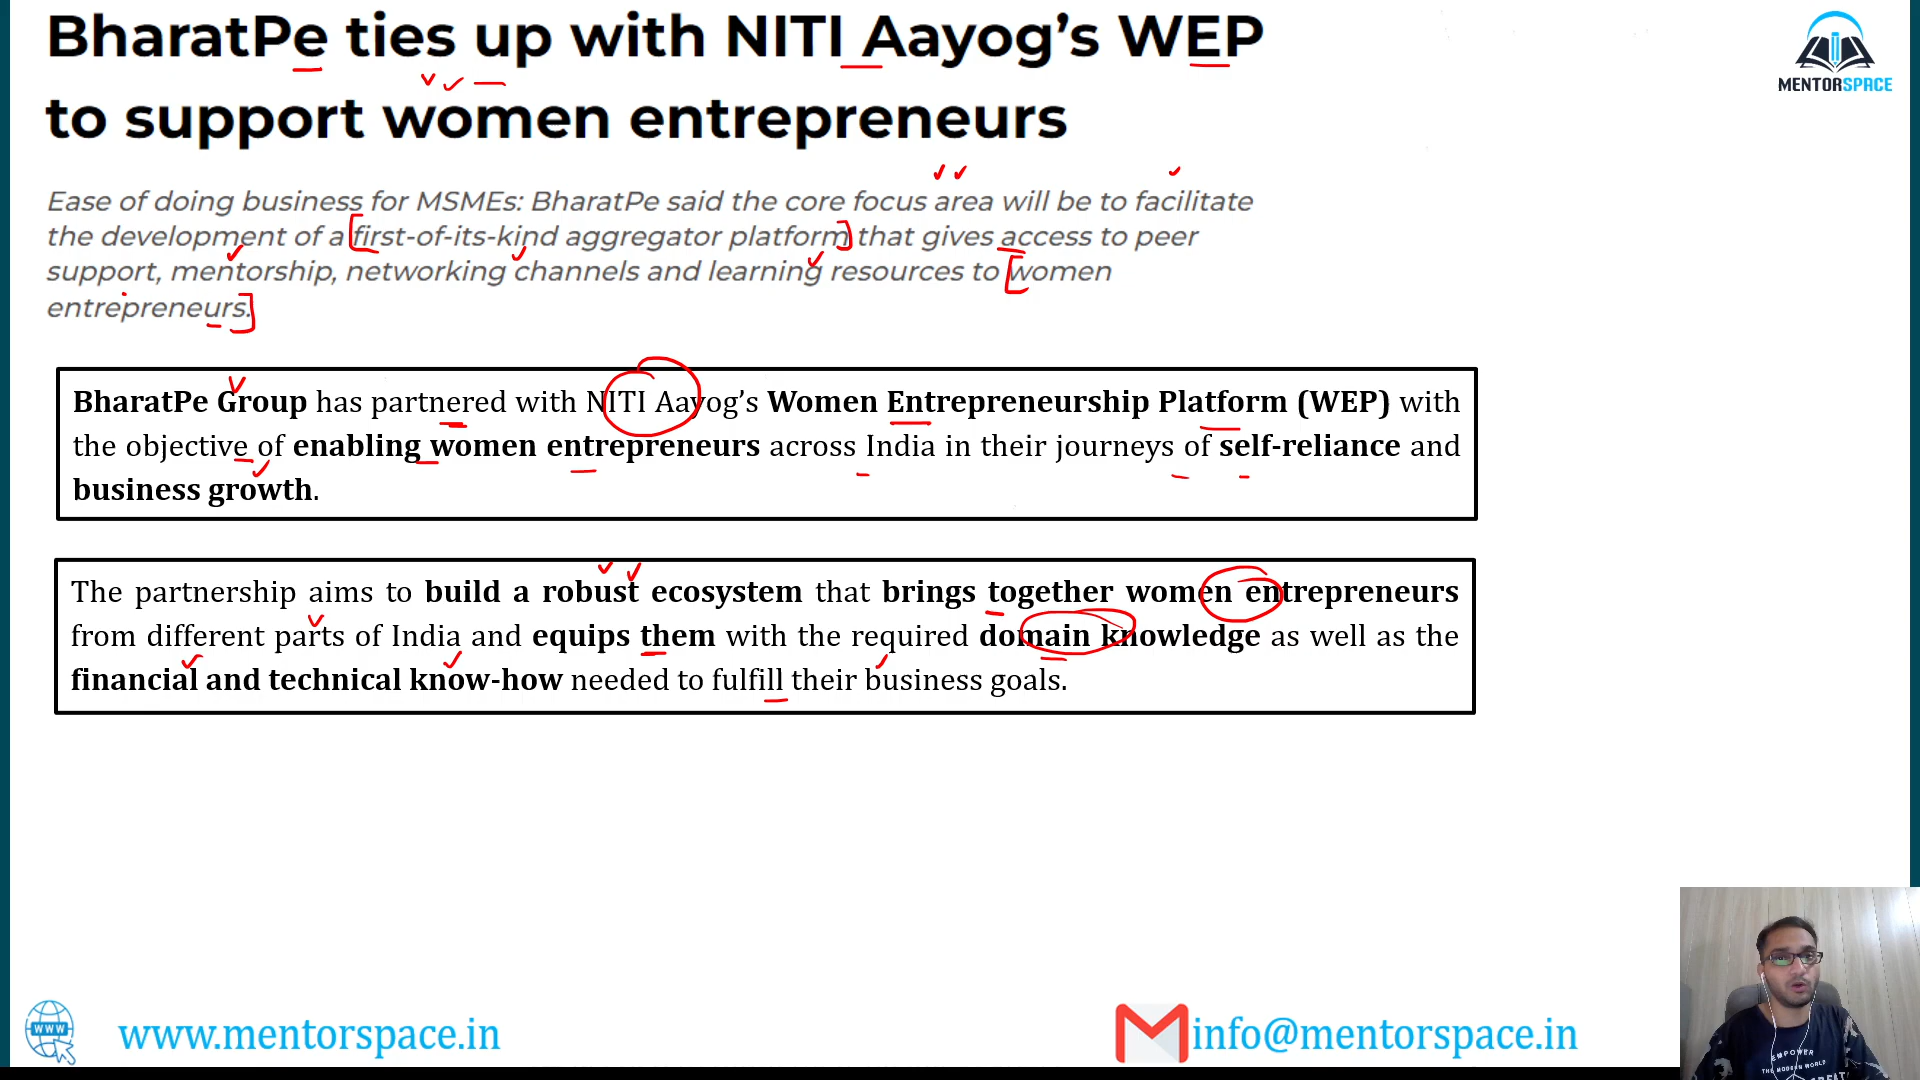 BharatPe ties up with NITI Aayog’s WEP
to support women entrepreneurs
MENTORSPACE
Ease of doing business for MSMEs: BharatPe said the core focus area will be to facilitate
the development of a first-of-its-kind aggregator platform that gives access to peer
support, mentorship, networking channels and learning resources to women
entrepreneurs.
BharatPe Group has partnered with NITI Aayog’s Women Entrepreneurship Platform (WEP) with
the objective of enabling women entrepreneurs across India in their journeys of self-reliance and
business growth.
The partnership aims to build a robust ecosystem that brings together women entrepreneurs
from different parts of India and equips them with the required domain knowledge as well as the
financial and technical know-how needed to fulfill their business goals.
WWW
www.mentorspace.in
info@mentorspace.in
EMPOWER
THE MODERN WORLD